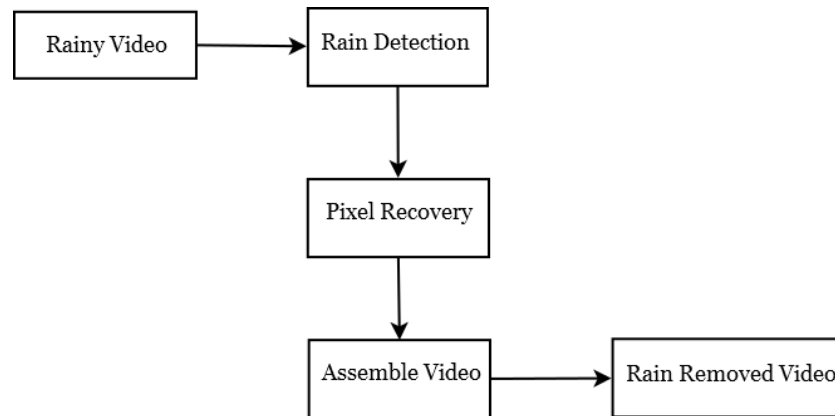 Rainy Video
Rain Detection
Pixel Recovery
Assemble Video
Rain Removed Video